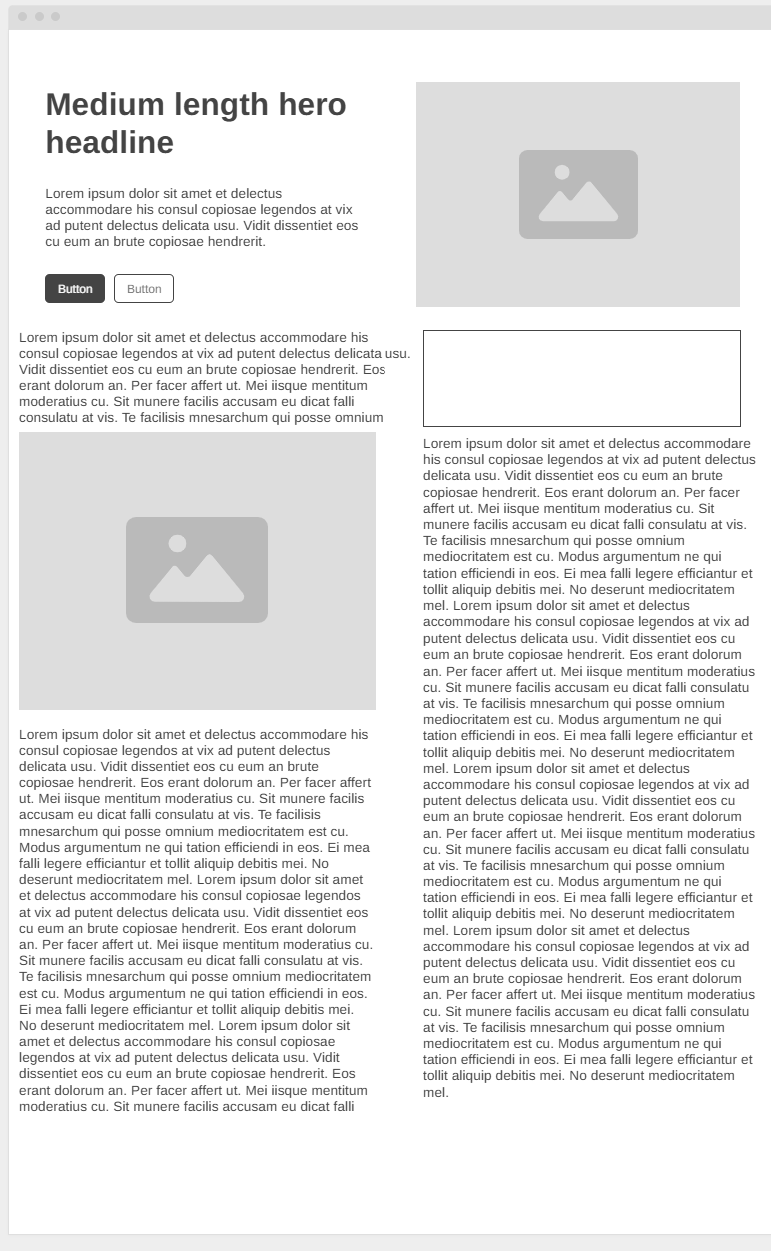 Medium length hero
headline
Lorem ipsum dolor sit amet et delectus
accommodare his consul copiosae legendos at vix
ad putent delectus delicata usu. Vidit dissentiet eos
cu eum an brute copiosae hendrerit.
Button
Button
Lorem ipsum dolor sit amet et delectus accommodare his
consul copiosae legendos at vix ad putent delectus delicata usu.
Vidit dissentiet eos cu eum an brute copiosae hendrerit. Eos
erant dolorum an. Per facer affert ut. Mei iisque mentitum
moderatius cu. Sit munere facilis accusam eu dicat falli
consulatu at vis. Te facilisis mnesarchum qui posse omnium
Lorem ipsum dolor sit amet et delectus accommodare his
consul copiosae legendos at vix ad putent delectus
delicata usu. Vidit dissentiet eos cu eum an brute
copiosae hendrerit. Eos erant dolorum an. Per facer affert
ut. Mei iisque mentitum moderatius cu. Sit munere facilis
accusam eu dicat falli consulatu at vis. Te facilisis
mnesarchum qui posse omnium mediocritatem est cu.
Modus argumentum ne qui tation efficiendi in eos. Ei mea
falli legere efficiantur et tollit aliquip debitis mei. No
deserunt mediocritatem mel. Lorem ipsum dolor sit amet
et delectus accommodare his consul copiosae legendos
at vix ad putent delectus delicata usu. Vidit dissentiet eos
cu eum an brute copiosae hendrerit. Eos erant dolorum
an. Per facer affert ut. Mei iisque mentitum moderatius cu.
Sit munere facilis accusam eu dicat falli consulatu at vis.
Te facilisis mnesarchum qui posse omnium mediocritatem
est cu. Modus argumentum ne qui tation efficiendi in eos.
Ei mea falli legere efficiantur et tollit aliquip debitis mei.
No deserunt mediocritatem mel. Lorem ipsum dolor sit
amet et delectus accommodare his consul copiosae
legendos at vix ad putent delectus delicata usu. Vidit
dissentiet eos cu eum an brute copiosae hendrerit. Eos
erant dolorum an. Per facer affert ut. Mei iisque mentitum
moderatius cu. Sit munere facilis accusam eu dicat falli
Lorem ipsum dolor sit amet et delectus accommodare
his consul copiosae legendos at vix ad putent delectus
delicata usu. Vidit dissentiet eos cu eum an brute
copiosae hendrerit. Eos erant dolorum an. Per facer
affert ut. Mei iisque mentitum moderatius cu. Sit
munere facilis accusam eu dicat falli consulatu at vis.
Te facilisis mnesarchum qui posse omnium
mediocritatem est cu. Modus argumentum ne qui
tation efficiendi in eos. Ei mea falli legere efficiantur et
tollit aliquip debitis mei. No deserunt mediocritatem
mel. Lorem ipsum dolor sit amet et delectus
accommodare his consul copiosae legendos at vix ad
putent delectus delicata usu. Vidit dissentiet eos cu
eum an brute copiosae hendrerit. Eos erant dolorum
an. Per facer affert ut. Mei iisque mentitum moderatius
cu. Sit munere facilis accusam eu dicat falli consulatu
at vis. Te facilisis mnesarchum qui posse omnium
mediocritatem est cu. Modus argumentum ne qui
tation efficiendi in eos. Ei mea falli legere efficiantur et
tollit aliquip debitis mei. No deserunt mediocritatem
mel. Lorem ipsum dolor sit amet et delectus
accommodare his consul copiosae legendos at vix ad
putent delectus delicata usu. Vidit dissentiet eos cu
eum an brute copiosae hendrerit. Eos erant dolorum
an. Per facer affert ut. Mei iisque mentitum moderatius
cu. Sit munere facilis accusam eu dicat falli consulatu
at vis. Te facilisis mnesarchum qui posse omnium
mediocritatem est cu. Modus argumentum ne qui
tation efficiendi in eos. Ei mea falli legere efficiantur et
tollit aliquip debitis mei. No deserunt mediocritatem
mel. Lorem ipsum dolor sit amet et delectus
accommodare his consul copiosae legendos at vix ad
putent delectus delicata usu. Vidit dissentiet eos cu
eum an brute copiosae hendrerit. Eos erant dolorum
an. Per facer affert ut. Mei iisque mentitum moderatius
cu. Sit munere facilis accusam eu dicat falli consulatu
at vis. Te facilisis mnesarchum qui posse omnium
mediocritatem est cu. Modus argumentum ne qui
tation efficiendi in eos. Ei mea falli legere efficiantur et
tollit aliquip debitis mei. No deserunt mediocritatem
mel.